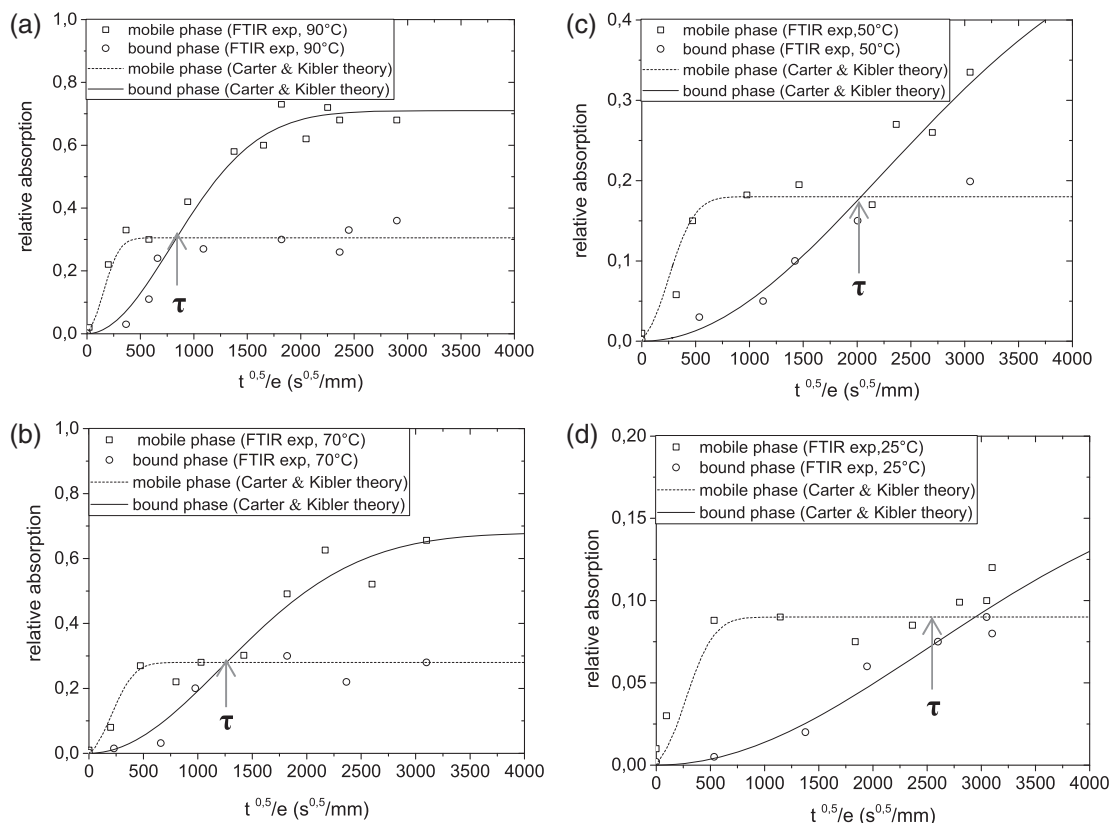 (a)
1,0
0,8
0,6
0,4
0,2
0,0
relative absorption
mobile phase (FTIR exp, 90°C)
bound phase (FTIR exp, 90°C)
mobile phase (Carter & Kibler theory)
bound phase (Carter & Kibler theory)
τ
0 500 1000 1500 2000 2500 3000 3500 4000
t 0,5/e (s0,5/mm)
(c)
0,4
0,3
0,2
0,1
0,0
relative absorption
mobile phase (FTIR exp,50°C)
bound phase (FTIR exp, 50°C)
mobile phase (Carter & Kibler theory)
bound phase (Carter & Kibler theory)
τ
0 500 1000 1500 2000 2500 3000 3500 4000
t 0,5/e (s0,5/mm)
(b)
1,0
0,8
0,6
0,4
0,2
0,0
relative absorption
mobile phase (FTIR exp, 70°C)
bound phase (FTIR exp, 70°C)
mobile phase (Carter & Kibler theory)
bound phase (Carter & Kibler theory)
τ
0 500 1000 1500 2000 2500 3000 3500 4000
t 0,5/e (s0,5/mm)
(d)
0,20
0,15
0,10
0,05
0,00
relative absorption
mobile phase (FTIR exp,25°C)
bound phase (FTIR exp, 25°C)
mobile phase (Carter & Kibler theory)
bound phase (Carter & Kibler theory)
τ
0 500 1000 1500 2000 2500 3000 3500 4000
t 0,5/e (s0,5/mm)